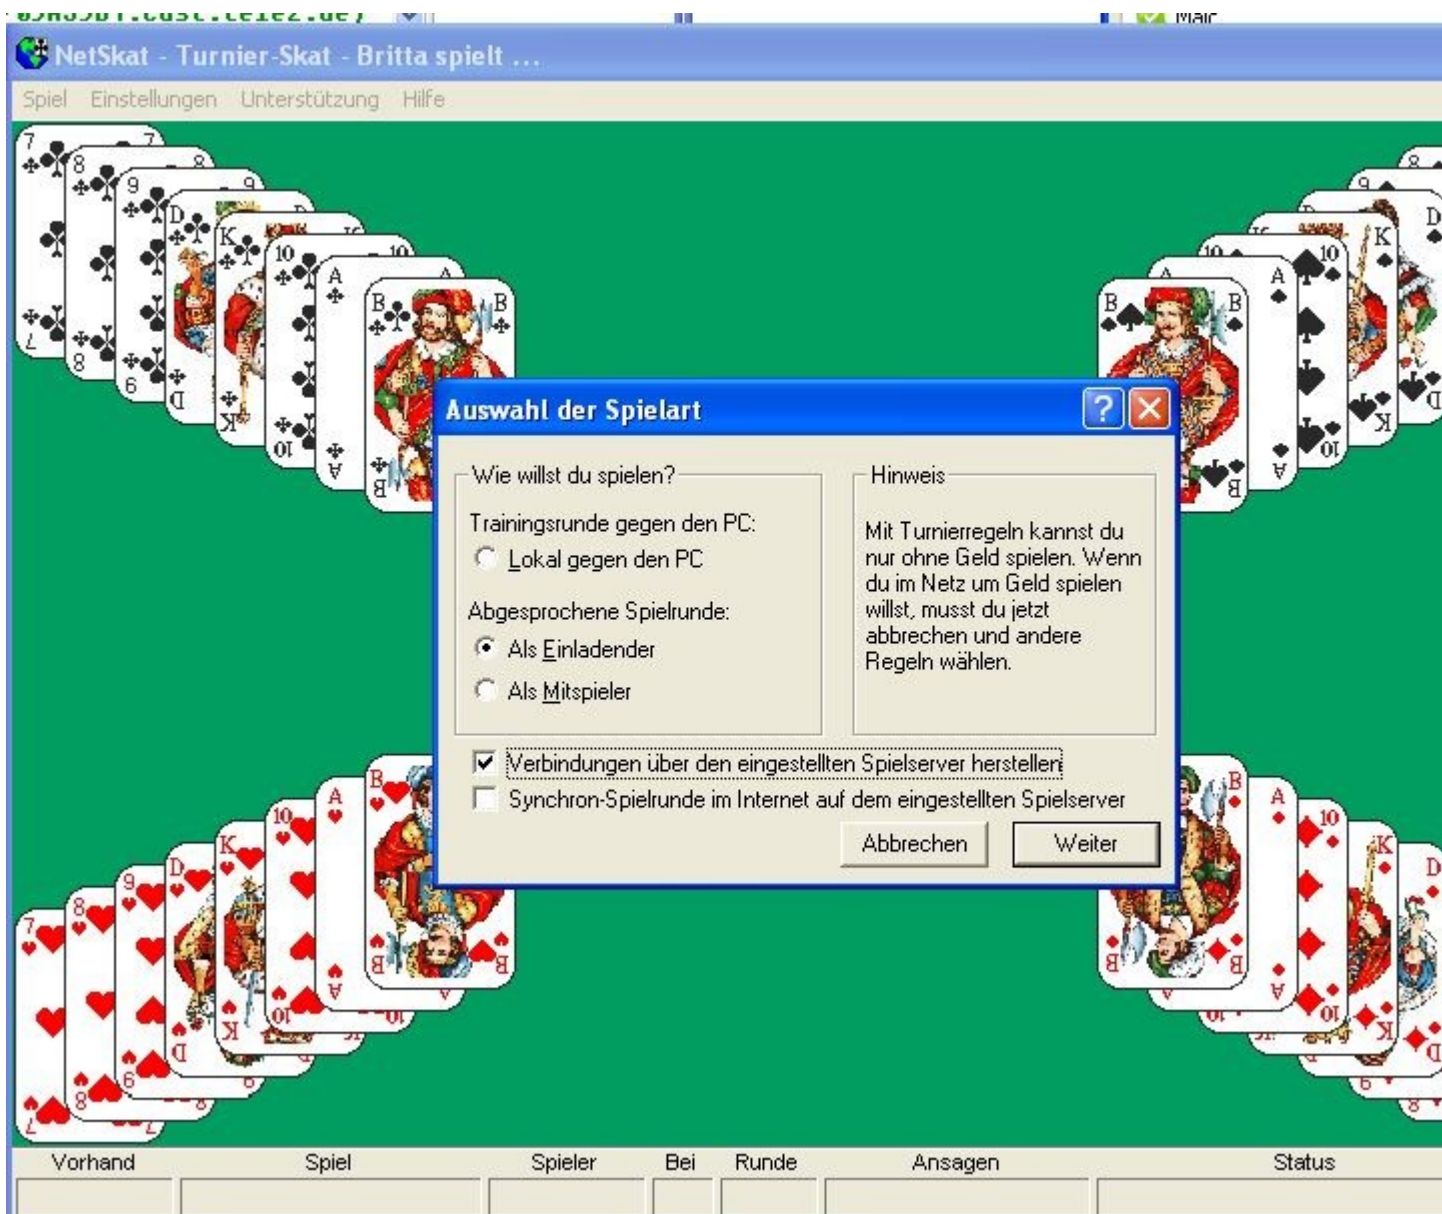 NetSkat - Turnier-Skat - Britta spielt ...
Spiel Einstellungen Unterstützung Hilfe
Auswahl der Spielart
Wie willst du spielen?
Trainingsrunde gegen den PC:
Lokal gegen den PC
Abgesprochene Spielrunde:
Als Einladender
Als Mitspieler
Hinweis
Mit Turnierregeln kannst du
nur ohne Geld spielen. Wenn
du im Netz um Geld spielen
willst, musst du jetzt
abbrechen und andere
Regeln wählen.
Verbindungen über den eingestellten Spielserver herstellen
Synchron-Spielrunde im Internet auf dem eingestellten Spielserver
Abbrechen Weiter
Vorhand Spiel Spieler Bei Runde Ansagen Status